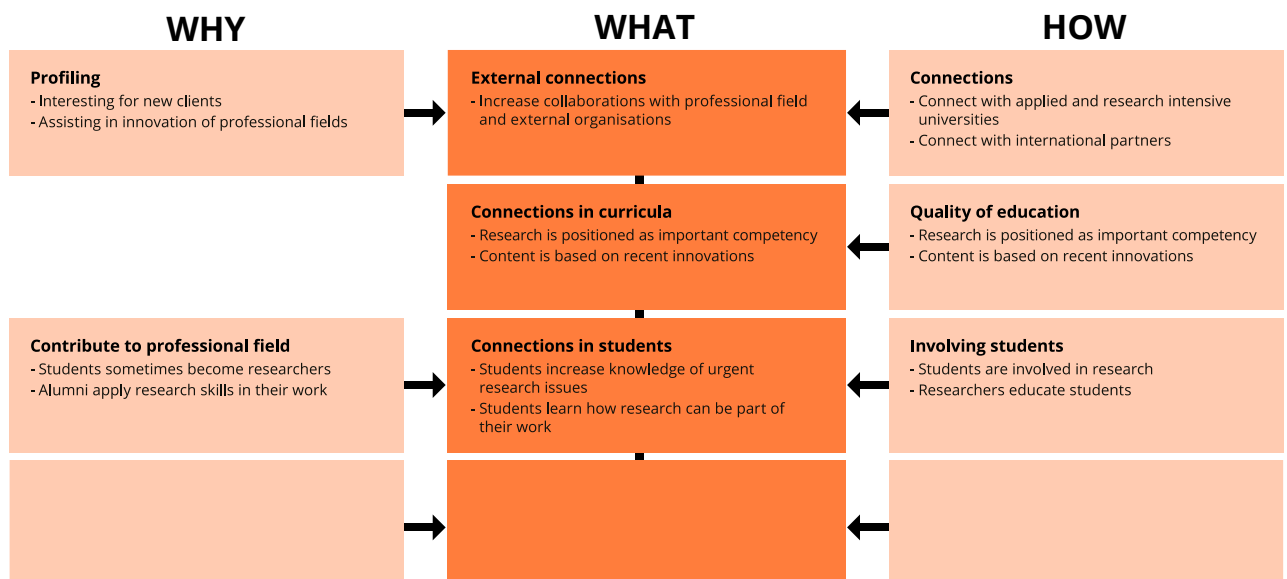 WHY
WHAT
HOW
Profiling
- Interesting for new clients
- Assisting in innovation of professional fields
External connections
- Increase collaborations with professional field
and external organisations
Connections
- Connect with applied and research intensive
universities
- Connect with international partners
Connections in curricula
- Research is positioned as important competency
- Content is based on recent innovations
Quality of education
- Research is positioned as important competency
- Content is based on recent innovations
Contribute to professional field
- Students sometimes become researchers
- Alumni apply research skills in their work
Connections in students
- Students increase knowledge of urgent
research issues
- Students learn how research can be part of
their work
Involving students
- Students are involved in research
- Researchers educate students